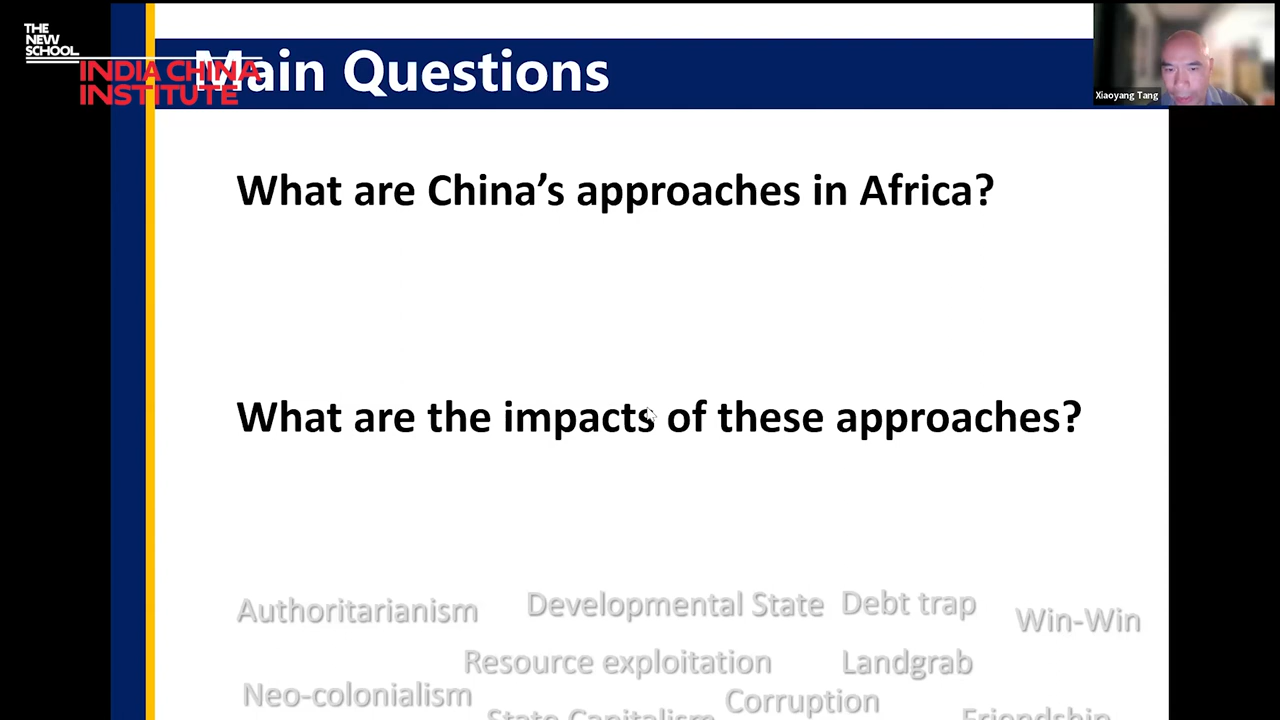 THE
NEW
SCHOOL
INDIA CHINA
INSTITUTE
Main Questions
Xiaoyang Tang
What are China’s approaches in Africa?
What are the impacts of these approaches?
Authoritarianism
Developmental State
Debt trap
Win-Win
Resource exploitation
Landgrab
Neo-colonialism
Corruption
State Capitalism
Friendship